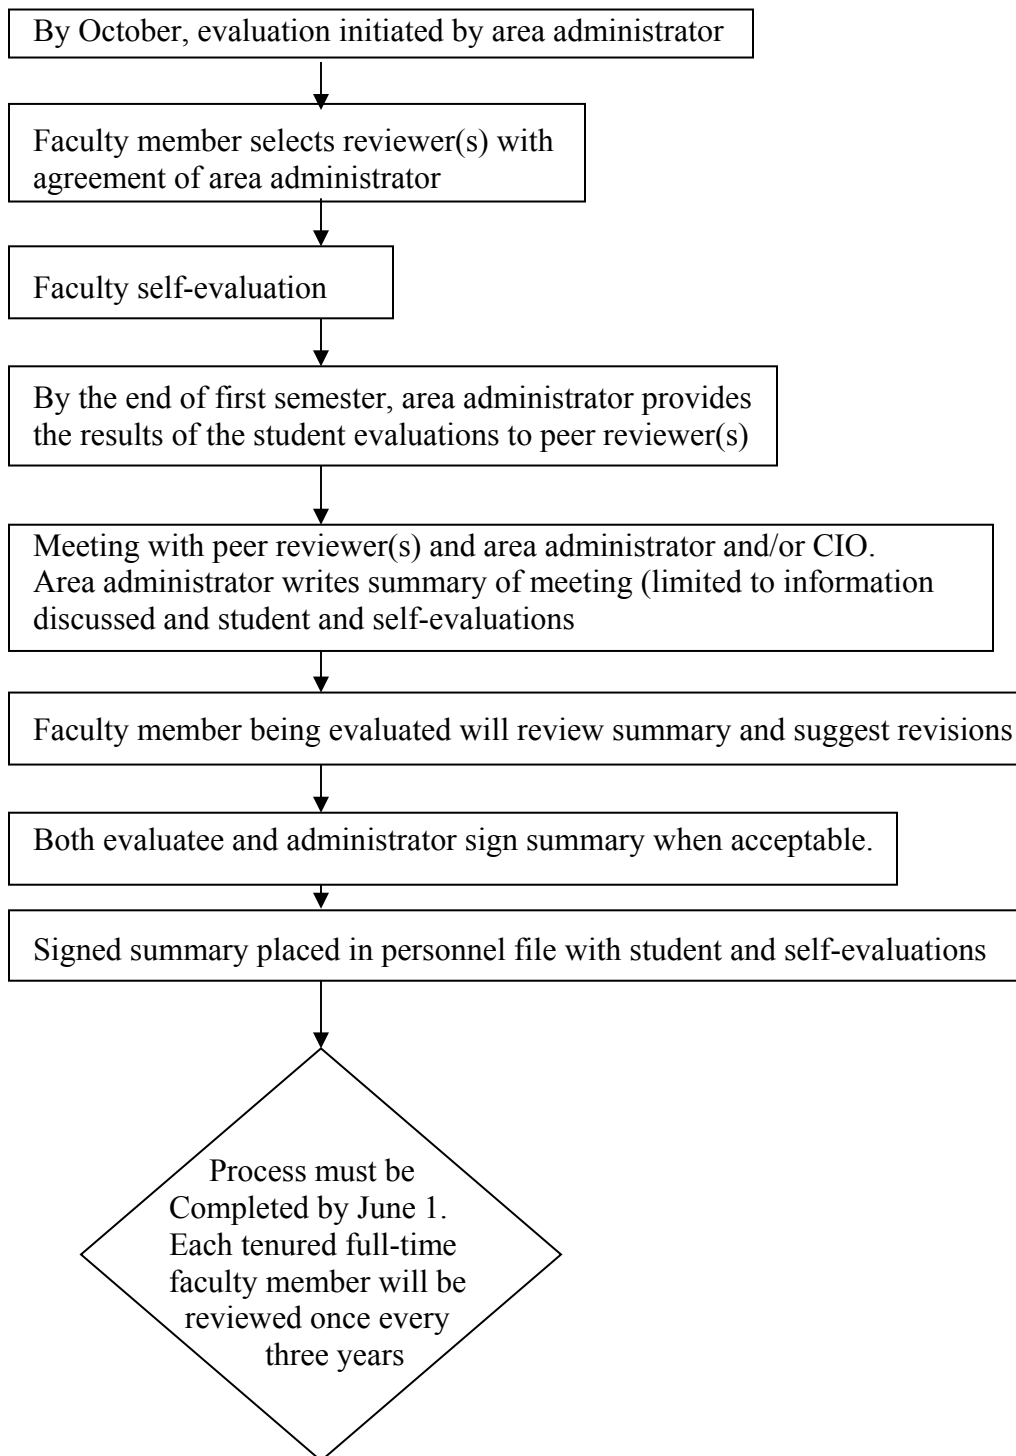 By October, evaluation initiated by area administrator
Faculty member selects reviewer(s) with
agreement of area administrator
Faculty self-evaluation
By the end of first semester, area administrator provides
the results of the student evaluations to peer reviewer(s)
Meeting with peer reviewer(s) and area administrator and/or CIO.
Area administrator writes summary of meeting (limited to information
discussed and student and self-evaluations
Faculty member being evaluated will review summary and suggest revisions
Both evaluatee and administrator sign summary when acceptable.
Signed summary placed in personnel file with student and self-evaluations
Process must be
Completed by June 1.
Each tenured full-time
faculty member will be
reviewed once every
three years